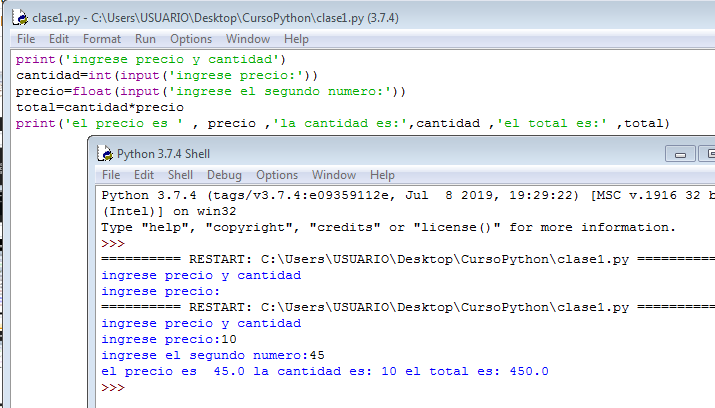 clase1.py - C:\Users\USUARIO\Desktop\CursoPython\clase1.py (3.7.4)
File Edit Format Run Options Window Help
print('ingrese precio y cantidad')
cantidad=int(input('ingrese precio:'))
precio=float(input('ingrese el segundo numero:'))
total=cantidad*precio
print('el precio es ' , precio ,'la cantidad es:',cantidad ,'el total es:' ,total)
Python 3.7.4 Shell
File Edit Shell Debug Options Window Help
Python 3.7.4 (tags/v3.7.4:e09359112e, Jul  8 2019, 19:29:22) [MSC v.1916 32 b
(Intel)] on win32
Type "help", "copyright", "credits" or "license()" for more information.
>>>
========== RESTART: C:\Users\USUARIO\Desktop\CursoPython\clase1.py ==========
ingrese precio y cantidad
ingrese precio:
========== RESTART: C:\Users\USUARIO\Desktop\CursoPython\clase1.py ==========
ingrese precio y cantidad
ingrese precio:10
ingrese el segundo numero:45
el precio es  45.0 la cantidad es: 10 el total es: 450.0
>>>